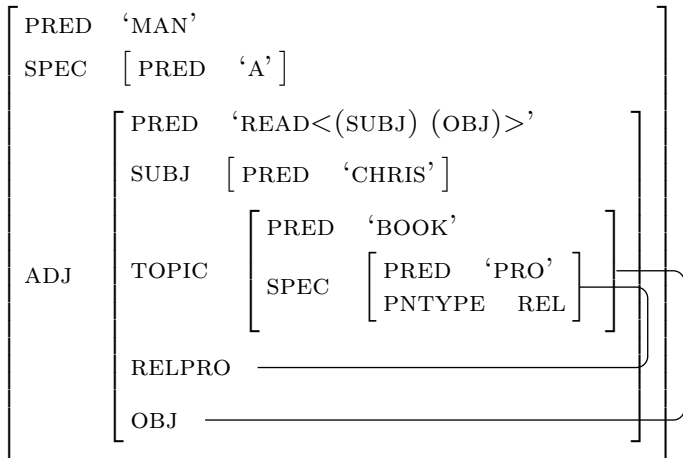 PRED ‘MAN’
SPEC [PRED ‘A’]
PRED ‘READ<(SUBJ) (OBJ)>’
SUBJ [PRED ‘CHRIS’]
PRED ‘BOOK’
ADJ TOPIC SPEC PRED ‘PRO’
PNTYPE REL
RELPRO
OBJ